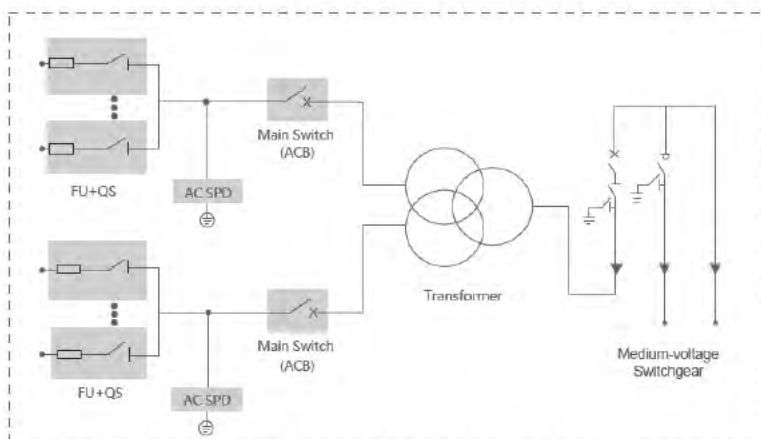 Main Switch
(ACB)
FU+QS
AC SPD
Transformer
Main Switch
(ACB)
Medium-voltage
Switchgear
FU+QS
AC SPD